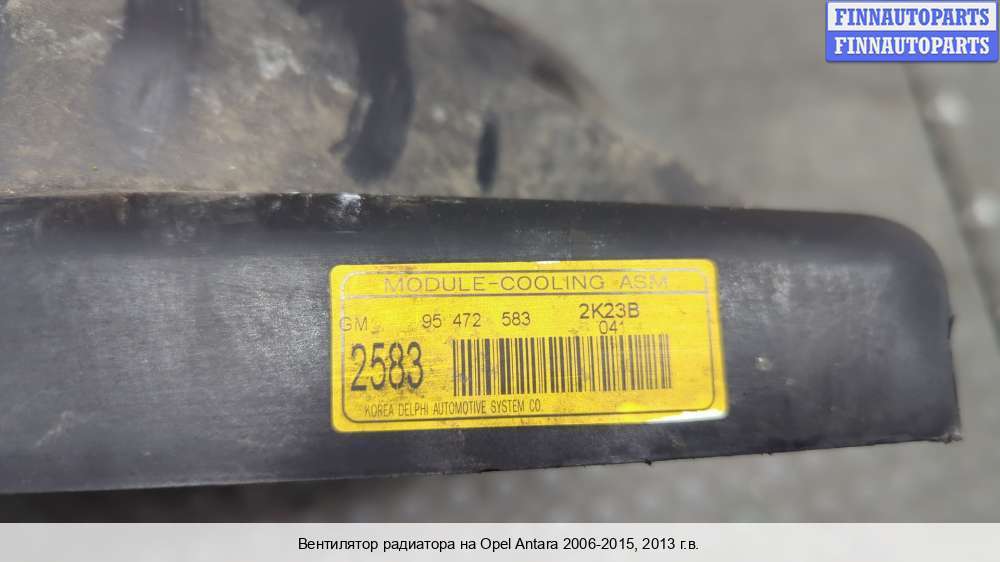 FINNAUTOPARTS
FINNAUTOPARTS
MODULE-COOLING ASM
GM 95 472 583 2K23B
041
2583
KOREA DELPHI AUTOMOTIVE SYSTEM CO.
Вентилятор радиатора на Opel Antara 2006-2015, 2013 г.в.